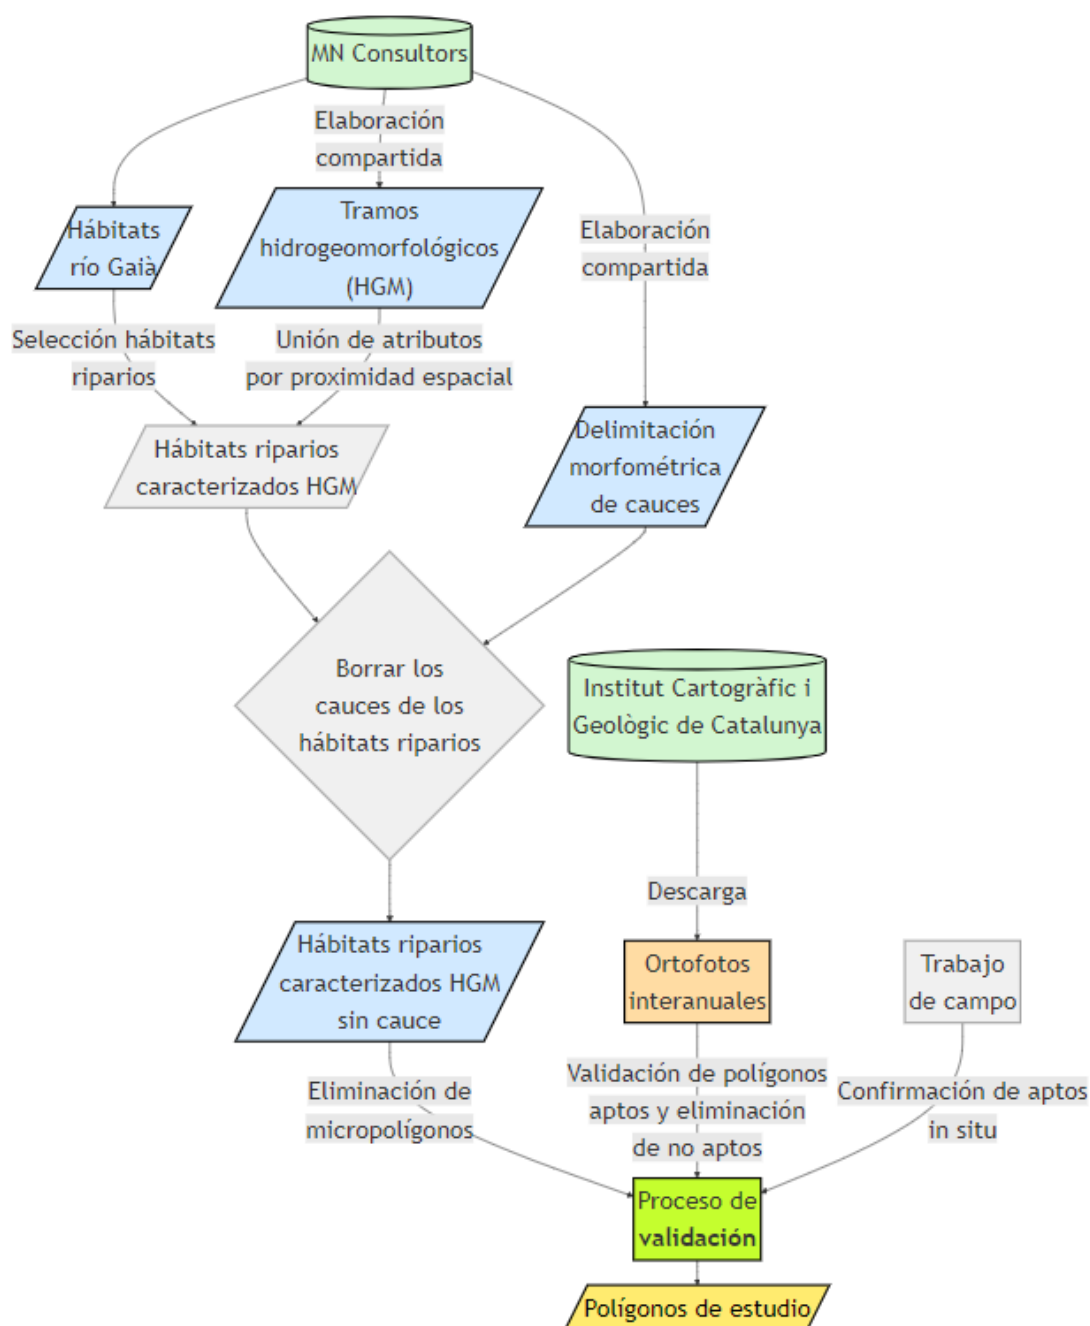 MN Consultors
Elaboración
compartida
Hábitats
río Gaià
Tramos
hidrogeomorfológicos
(HGM)
Elaboración
compartida
Selección hábitats
riparios
Unión de atributos
por proximidad espacial
Delimitación
morfométrica
de cauces
Hábitats riparios
caracterizados HGM
Borrar los
cauces de los
hábitats riparios
Institut Cartogràfic i
Geològic de Catalunya
Descarga
Hábitats riparios
caracterizados HGM
sin cauce
Ortofotos
interanuales
Trabajo
de campo
Eliminación de
micropolígonos
Validación de polígonos
aptos y eliminación
de no aptos
Confirmación de aptos
in situ
Proceso de
validación
Polígonos de estudio